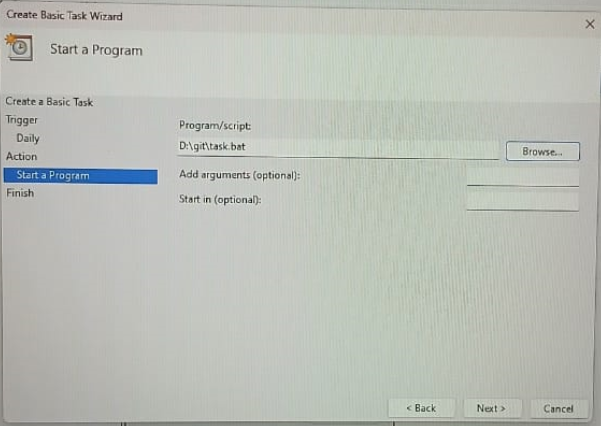 Create Basic Task Wizard
Start a Program
Create a Basic Task
Trigger
Daily
Action
Start a Program
Finish
Program/script:
D:\git\task.bat
Browse...
Add arguments (optional):
Start in (optional):
< Back
Next >
Cancel